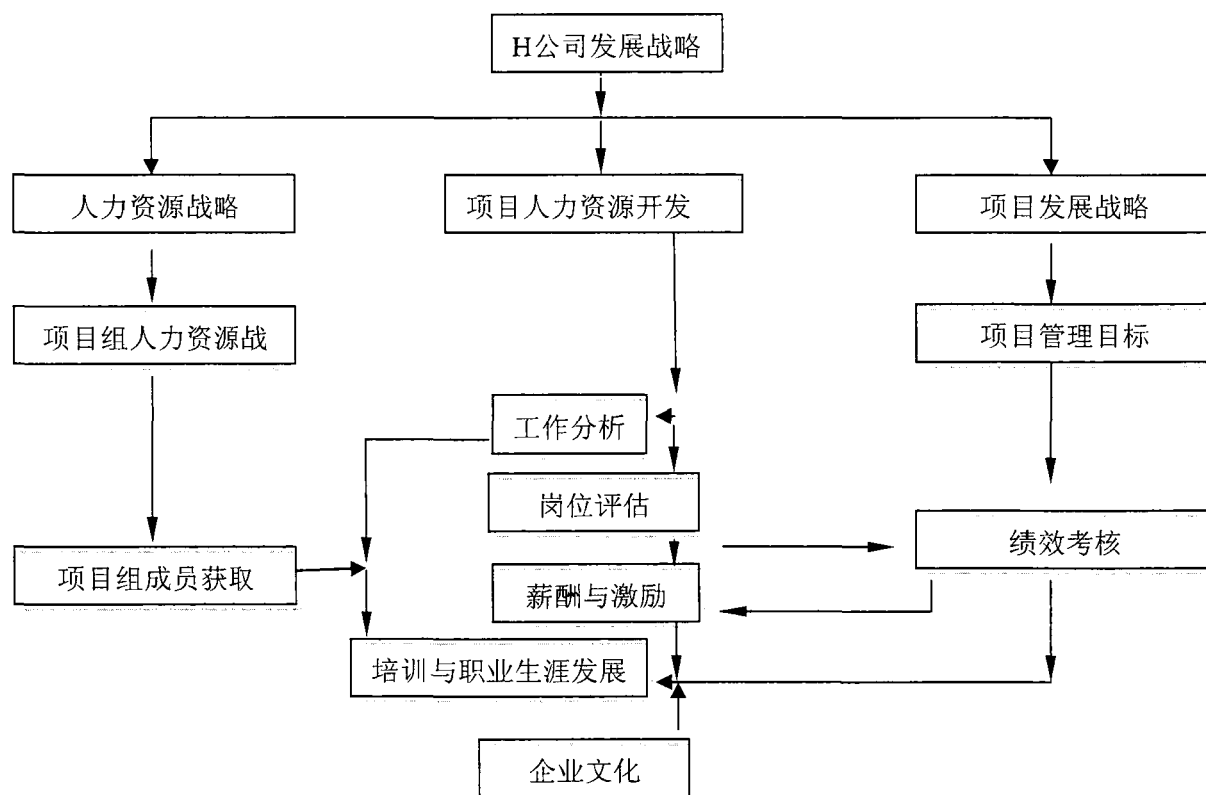 H公司发展战略
人力资源战略
项目人力资源开发
项目发展战略
项目组人力资源战
项目管理目标
工作分析
岗位评估
绩效考核
项目组成员获取
薪酬与激励
培训与职业生涯发展
企业文化